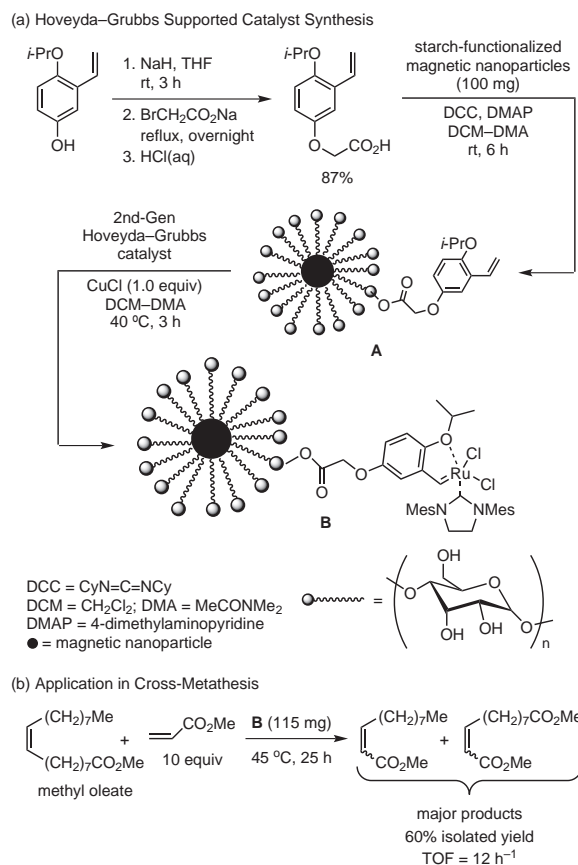 (a) Hoveyda–Grubbs Supported Catalyst Synthesis
i-PrO
OH
1. NaH, THF
rt, 3 h
2. BrCH2CO2Na
reflux, overnight
3. HCl(aq)
i-PrO
O
CO2H
87%
starch-functionalized
magnetic nanoparticles
(100 mg)
DCC, DMAP
DCM–DMA
rt, 6 h
2nd-Gen
Hoveyda–Grubbs
catalyst
CuCl (1.0 equiv)
DCM–DMA
40 ºC, 3 h
i-PrO
O
O
O
A
O
O
O
O
Cl
Ru
Cl
MesN
NMes
B
DCC = CyN=C=NCy
DCM = CH2Cl2; DMA = MeCONMe2
DMAP = 4-dimethylaminopyridine
= magnetic nanoparticle
=
OH
O
O
OH
OH
O
n
(b) Application in Cross-Metathesis
(CH2)7Me
(CH2)7CO2Me
methyl oleate
+
CO2Me
10 equiv
B (115 mg)
45 ºC, 25 h
(CH2)7Me
CO2Me
+
(CH2)7CO2Me
CO2Me
major products
60% isolated yield
TOF = 12 h–1